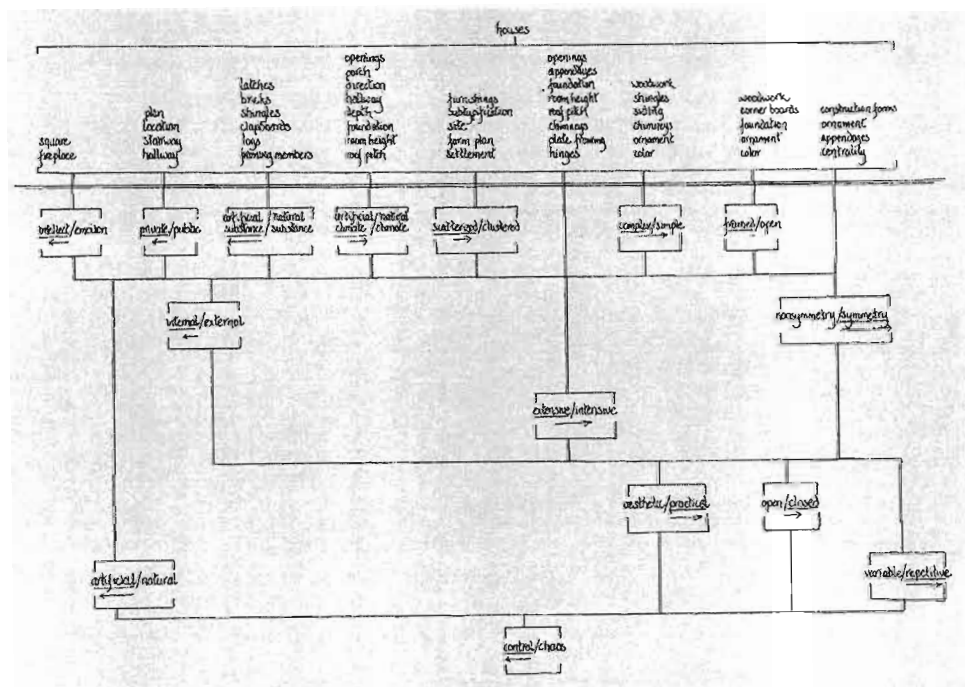 houses
square
fireplace
plan
location
stairway
hallway
latches
bricks
shingles
clapboards
logs
framing members
openings
porch
direction
hallway
depth
foundation
room height
roof pitch
furnishings
subtypification
site
farm plan
settlement
openings
appendages
foundation
room height
roof pitch
chimneys
plate framing
hinges
woodwork
shingles
siding
chimneys
ornament
color
woodwork
corner boards
foundation
ornament
color
construction forms
ornament
appendages
centrality
intellect/emotion
private/public
artificial/natural
substance/substance
artificial/natural
climate/climate
scattered/clustered
complex/simple
framed/open
internal/external
nonsymmetry/symmetry
extensive/intensive
aesthetic/practical
open/closed
artificial/natural
variable/repetitive
control/chaos